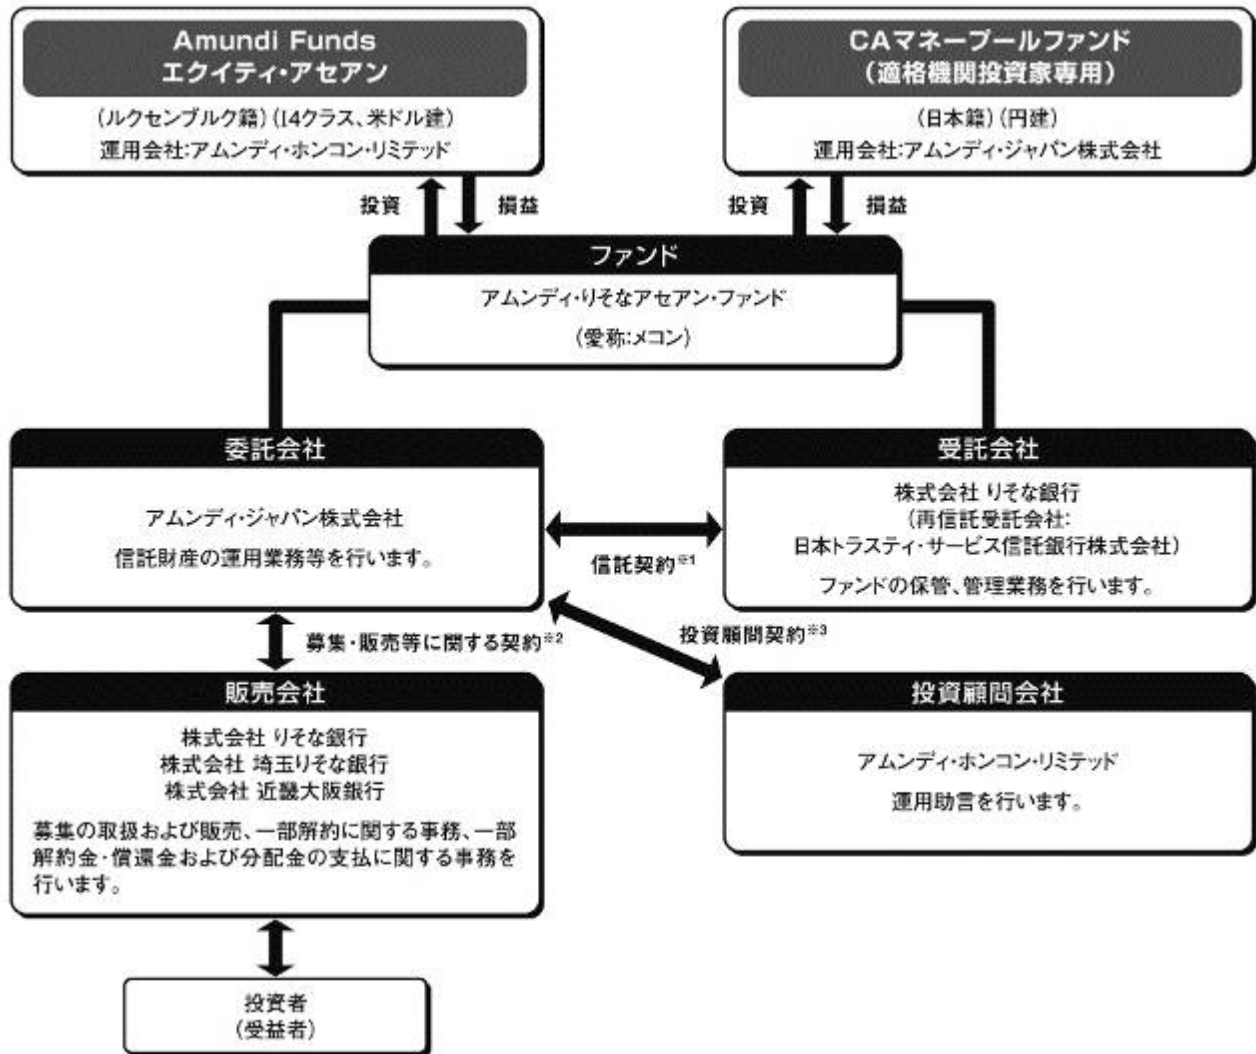 Amundi Funds
エクイティ・アセアン
(ルクセンブルク籍)(I4クラス、米ドル建)
運用会社:アムンディ・ホンコン・リミテッド
CAマネープールファンド
(適格機関投資家専用)
(日本籍)(円建)
運用会社:アムンディ・ジャパン株式会社
投資
損益
投資
損益
ファンド
アムンディ・りそなアセアン・ファンド
(愛称:メコン)
委託会社
アムンディ・ジャパン株式会社
信託財産の運用業務等を行います。
信託契約※1
受託会社
株式会社 りそな銀行
(再信託受託会社:
日本トラスティ・サービス信託銀行株式会社)
ファンドの保管、管理業務を行います。
募集・販売等に関する契約※2
投資顧問契約※3
販売会社
株式会社 りそな銀行
株式会社 埼玉りそな銀行
株式会社 近畿大阪銀行
募集の取扱および販売、一部解約に関する事務、一部
解約金・償還金および分配金の支払に関する事務を
行います。
投資顧問会社
アムンディ・ホンコン・リミテッド
運用助言を行います。
投資者
(受益者)